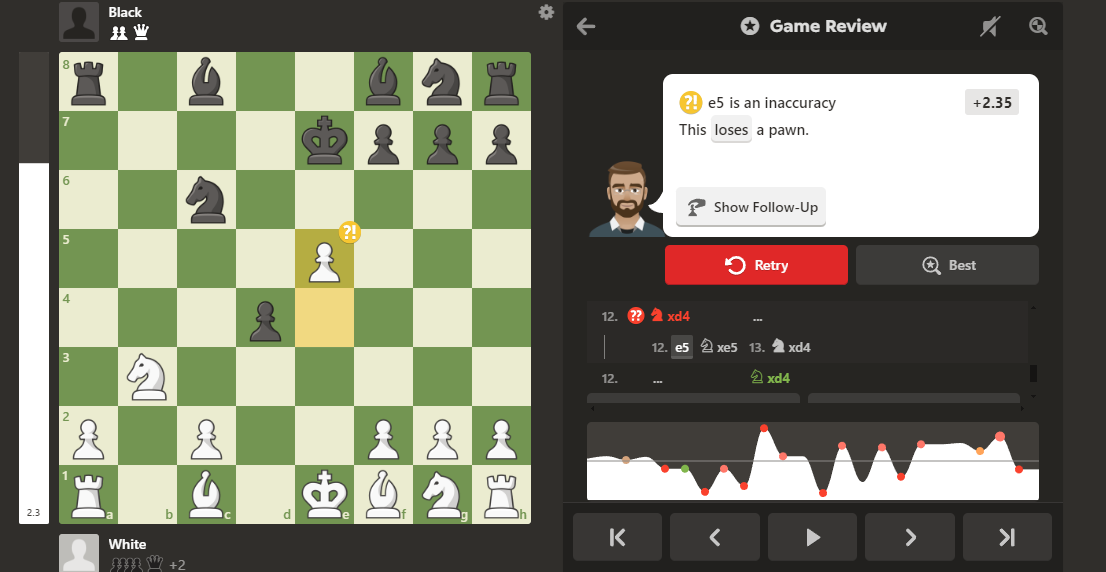 Black
Game Review
8
7
6
5
4
3
2
1
a b c d e f g h
?!
?! e5 is an inaccuracy +2.35
This loses a pawn.
Show Follow-Up
Retry
Best
12. ?? xd4 ...
12. e5 xe5 13. xd4
12. ... xd4
2.3
White
+2